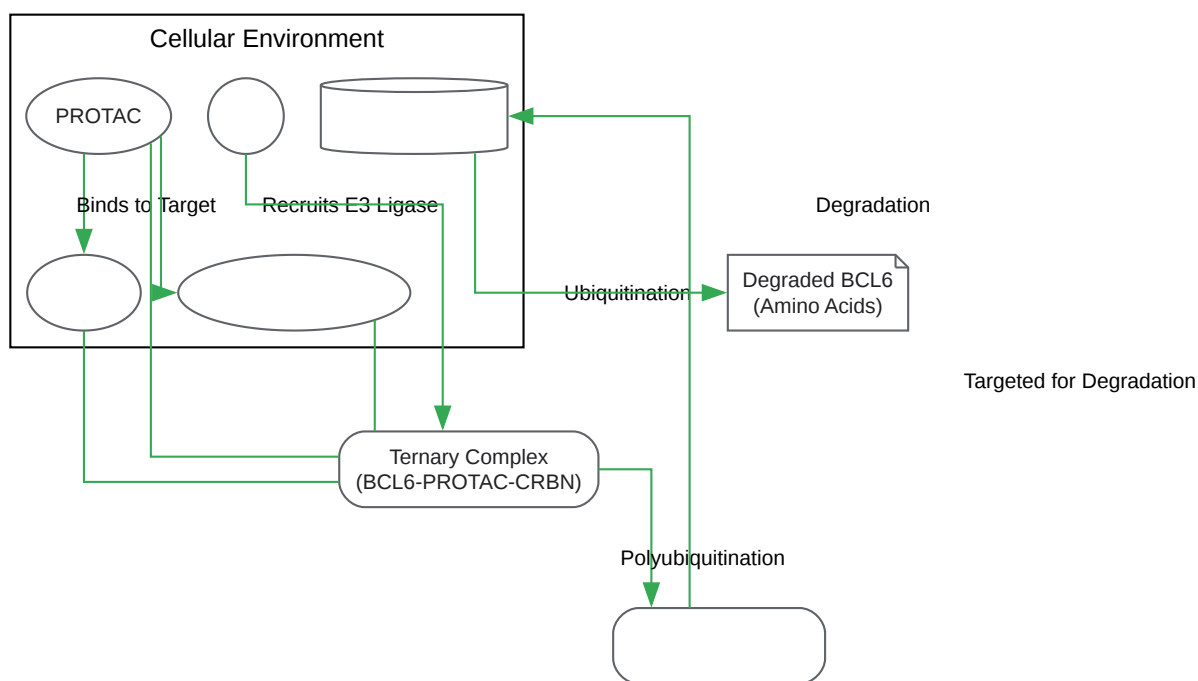 Cellular Environment
PROTAC
Binds to Target
Recruits E3 Ligase
Degradation
Degraded BCL6
(Amino Acids)
Ubiquitination
Targeted for Degradation
Ternary Complex
(BCL6-PROTAC-CRBN)
Polyubiquitination